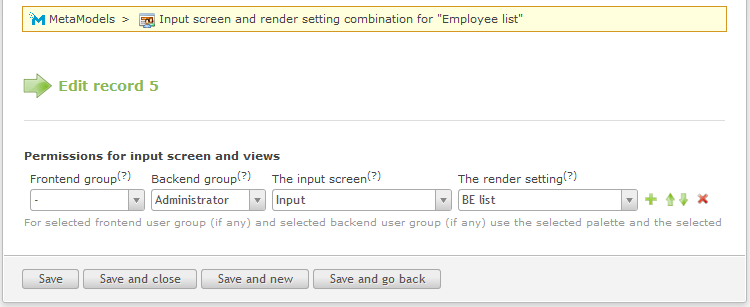 MetaModels > Input screen and render setting combination for "Employee list"
Edit record 5
Permissions for input screen and views
Frontend group(?) Backend group(?) The input screen(?) The render setting(?)
- Administrator Input BE list
For selected frontend user group (if any) and selected backend user group (if any) use the selected palette and the selected
Save Save and close Save and new Save and go back